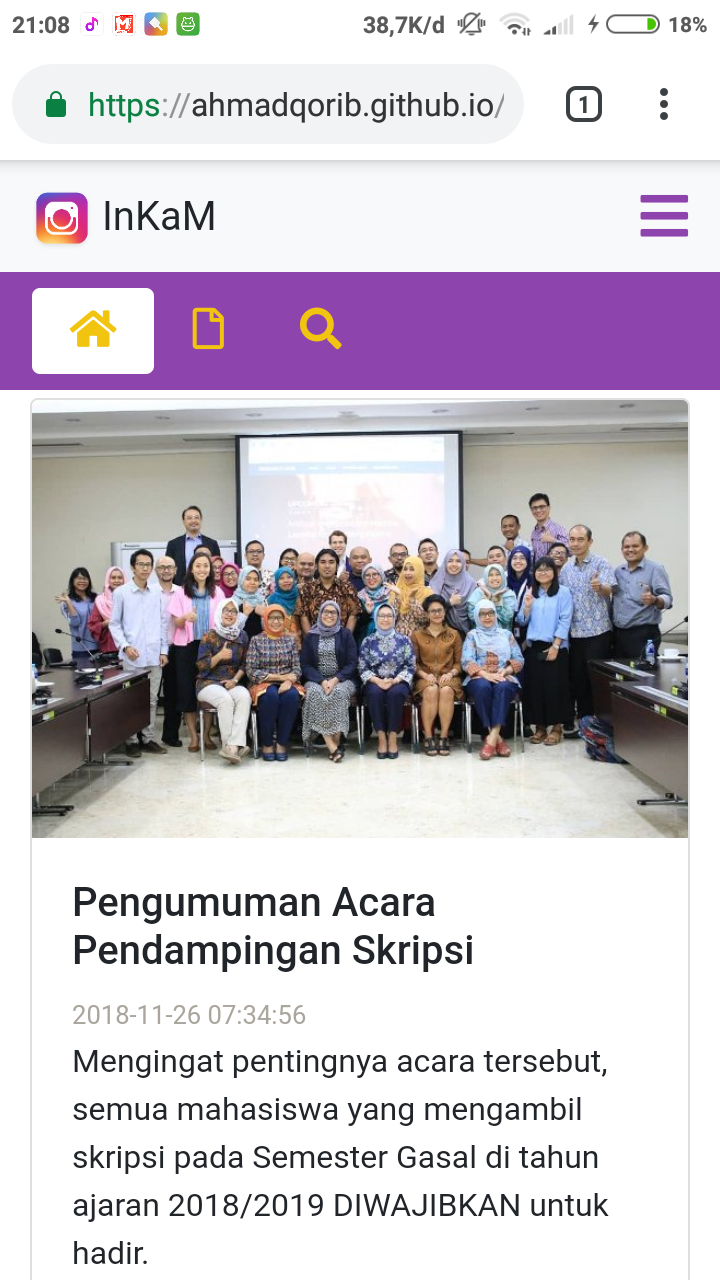 21:08 38,7K/d 18%
https://ahmadqorib.github.io/ 1
InKaM
Pengumuman Acara
Pendampingan Skripsi
2018-11-26 07:34:56
Mengingat pentingnya acara tersebut,
semua mahasiswa yang mengambil
skripsi pada Semester Gasal di tahun
ajaran 2018/2019 DIWAJIBKAN untuk
hadir.